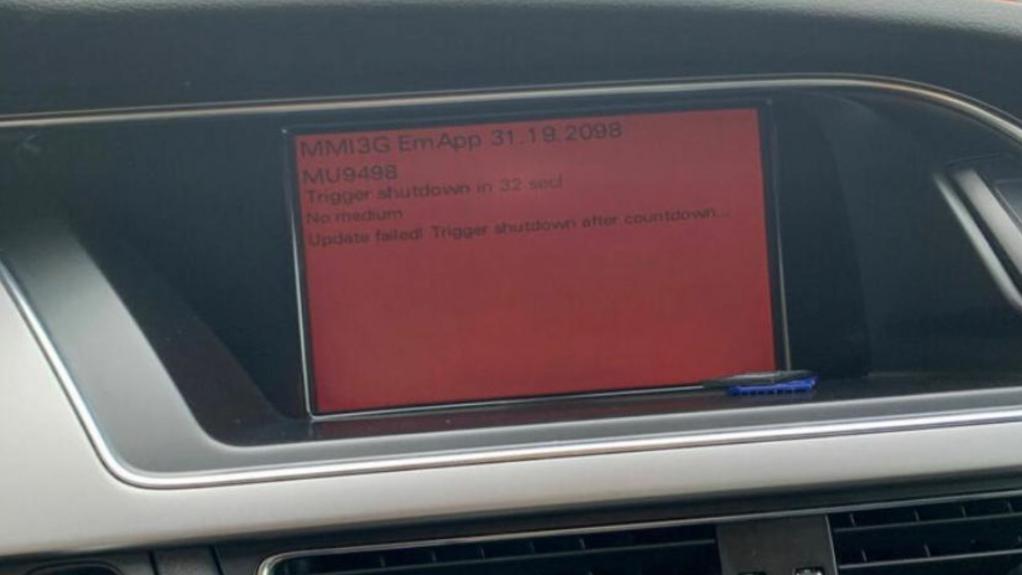 MMI3G EmApp 31.19.2098
MU9498
Trigger shutdown in 32 sec!
No medium
Update failed! Trigger shutdown after countdown...